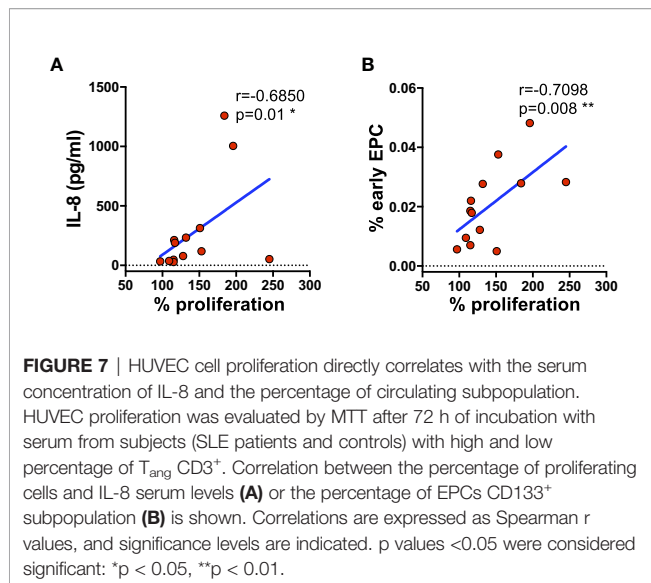 A
B
r=-0.6850
p=0.01 *
r=-0.7098
p=0.008 **
IL-8 (pg/ml)
1500
1000
500
0
50 100 150 200 250 300
% proliferation
% early EPC
0.06
0.04
0.02
0.00
50 100 150 200 250 300
% proliferation
FIGURE 7 | HUVEC cell proliferation directly correlates with the serum
concentration of IL-8 and the percentage of circulating subpopulation.
HUVEC proliferation was evaluated by MTT after 72 h of incubation with
serum from subjects (SLE patients and controls) with high and low
percentage of Tang CD3+. Correlation between the percentage of proliferating
cells and IL-8 serum levels (A) or the percentage of EPCs CD133+
subpopulation (B) is shown. Correlations are expressed as Spearman r
values, and significance levels are indicated. p values <0.05 were considered
significant: *p < 0.05, **p < 0.01.